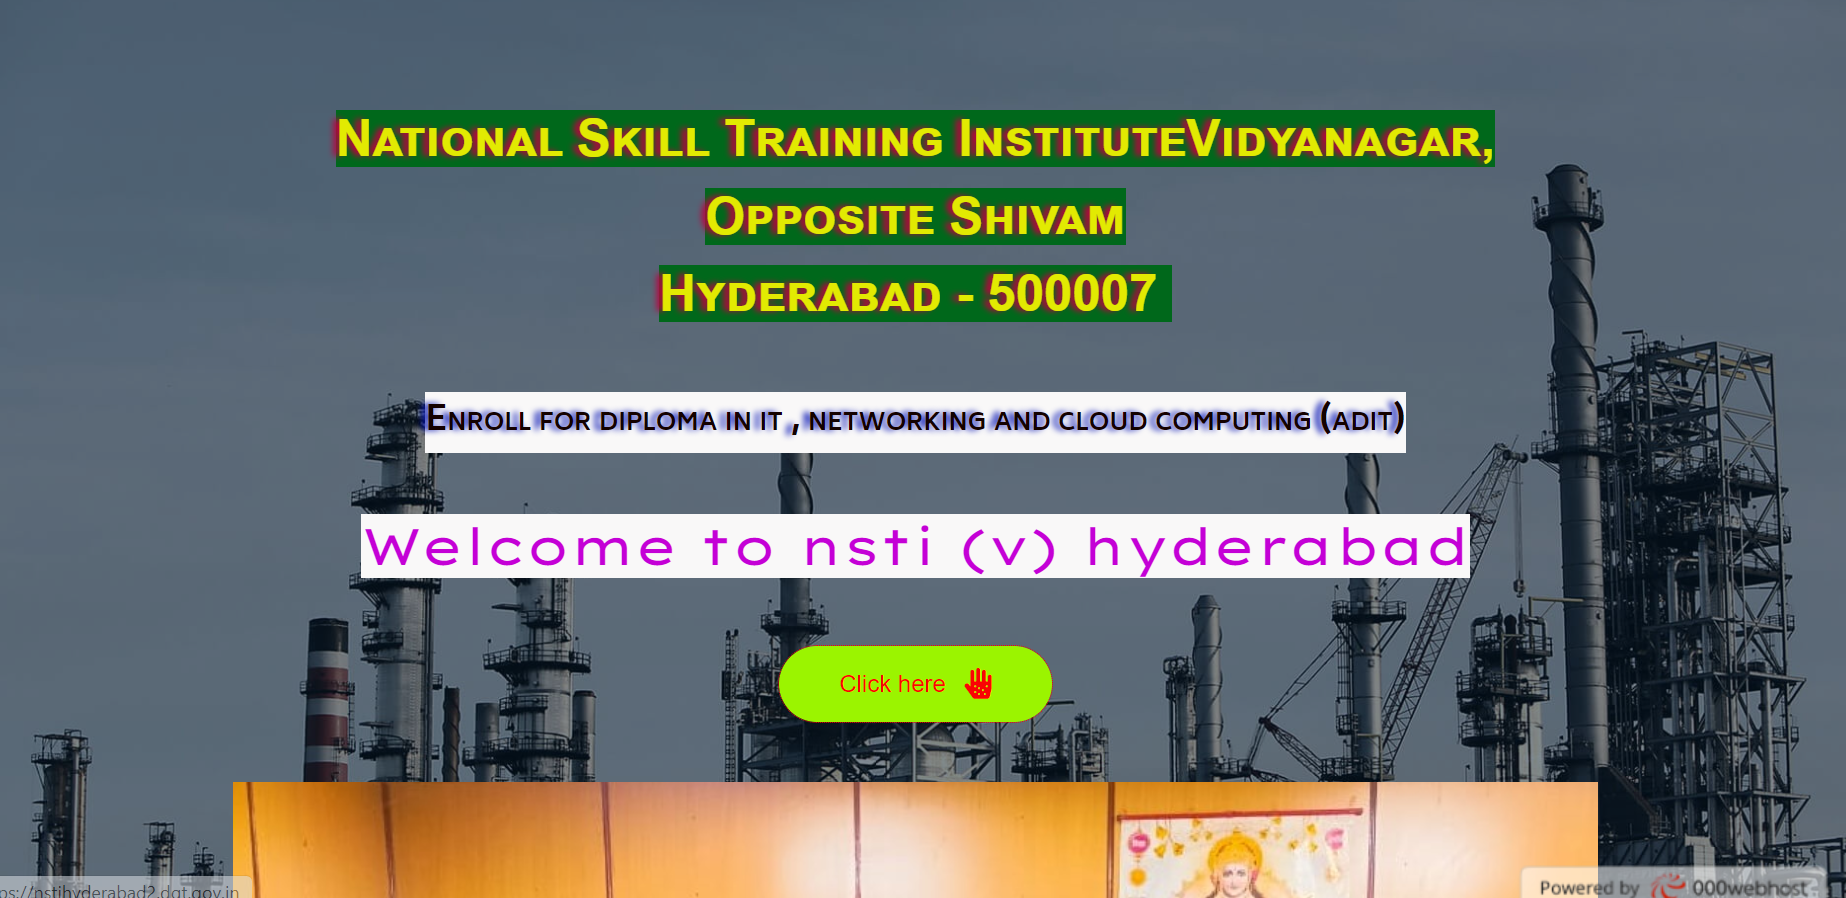 National Skill Training InstituteVidyanagar,
Opposite Shivam
Hyderabad - 500007
Enroll for diploma in it , networking and cloud computing (adit)
Welcome to nsti (v) hyderabad
Click here
ps://nstihyderabad2.dgt.gov.in
Powered by 000webhost